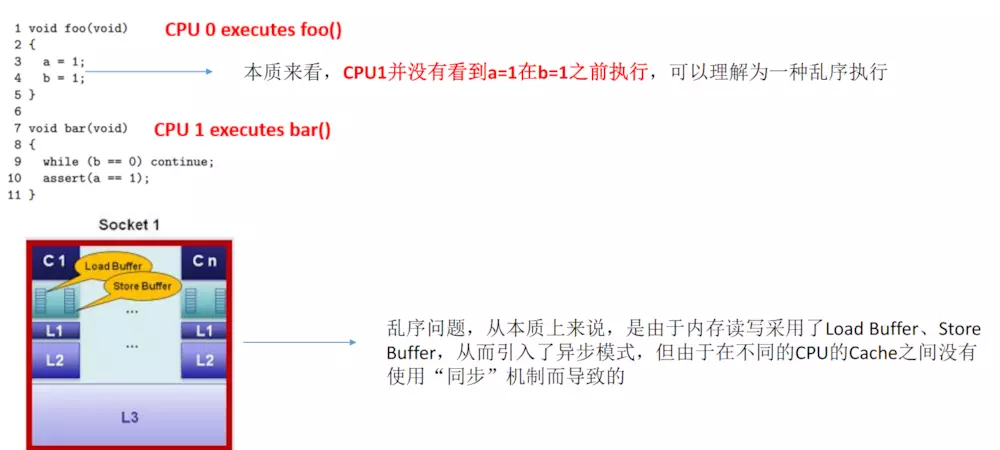 1 void foo(void) CPU 0 executes foo()
2 {
3 a = 1;
4 b = 1;
5 }
6
7 void bar(void) CPU 1 executes bar()
8 {
9 while (b == 0) continue;
10 assert(a == 1);
11 }
本质来看，CPU1并没有看到a=1在b=1之前执行，可以理解为一种乱序执行
Socket 1
C 1
C n
Load Buffer
Store Buffer
...
L1
L1
...
L2
L2
L3
乱序问题，从本质上来说，是由于内存读写采用了Load Buffer、Store
Buffer，从而引入了异步模式，但由于在不同的CPU的Cache之间没有
使用“同步”机制而导致的